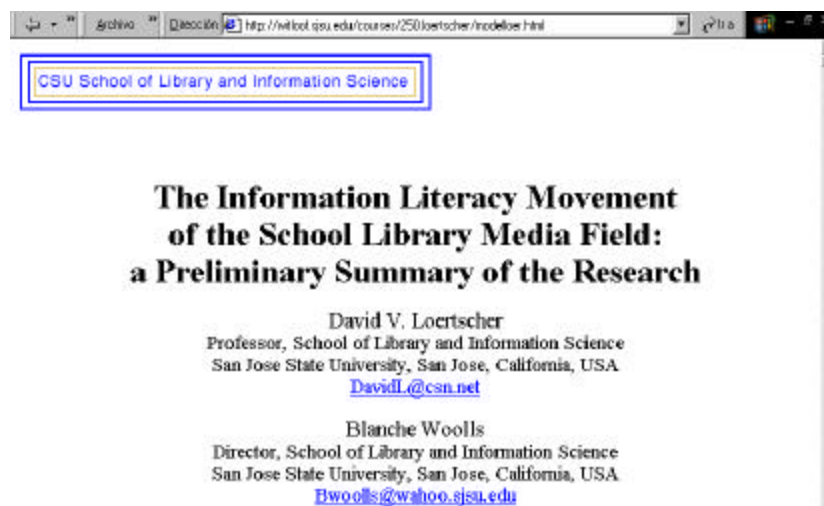 Archivo Dirección http://witloof.sjsu.edu/courses/250.loertscher/modelloer.html
CSU School of Library and Information Science
The Information Literacy Movement
of the School Library Media Field:
a Preliminary Summary of the Research
David V. Loertscher
Professor, School of Library and Information Science
San Jose State University, San Jose, California, USA
DavidL@csn.net
Blanche Woolls
Director, School of Library and Information Science
San Jose State University, San Jose, California, USA
Bwoolls@wahoo.sjsu.edu